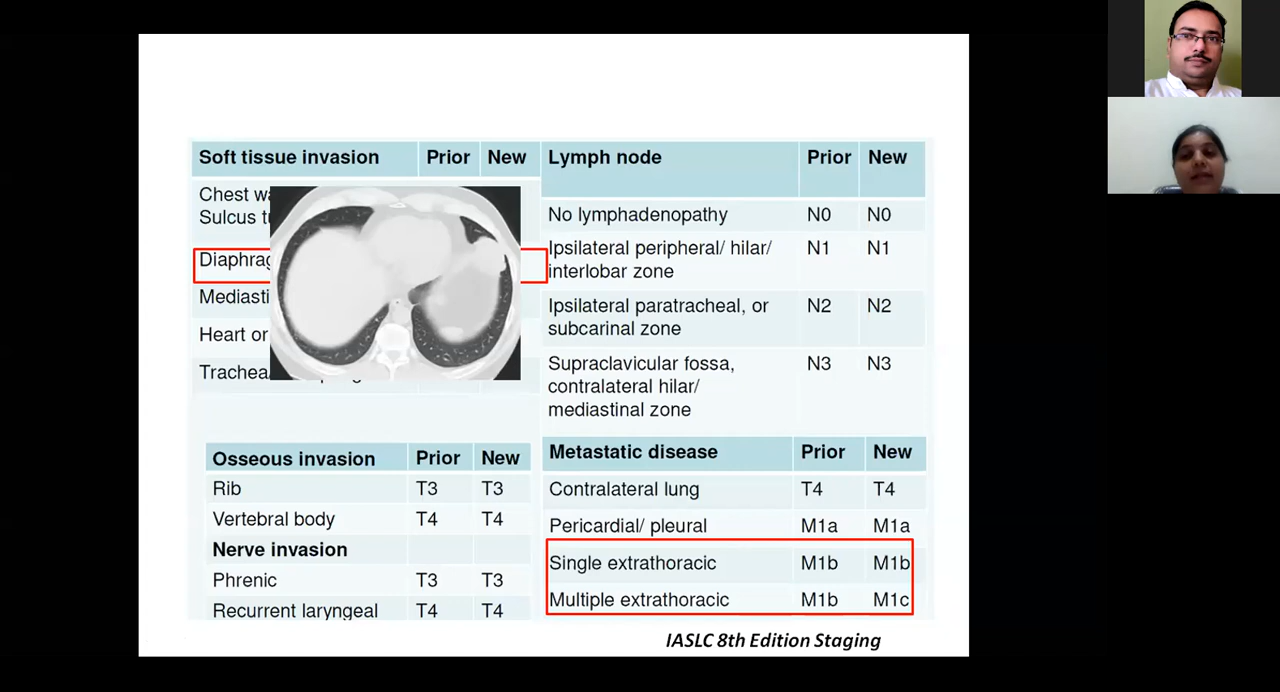 Soft tissue invasion Prior New
Chest
Sulcus
Heart or
Osseous invasion Prior New
Rib T3 T3
Vertebral body T4 T4
Nerve invasion
Phrenic T3 T3
Recurrent laryngeal T4 T4
Lymph node Prior New
No lymphadenopathy N0 N0
Ipsilateral peripheral/ hilar/ N1 N1
interlobar zone
Ipsilateral paratracheal, or N2 N2
subcarinal zone
Supraclavicular fossa, N3 N3
contralateral hilar/
mediastinal zone
Metastatic disease Prior New
Contralateral lung T4 T4
Pericardial/ pleural M1a M1a
Single extrathoracic M1b M1b
Multiple extrathoracic M1b M1c
IASLC 8th Edition Staging